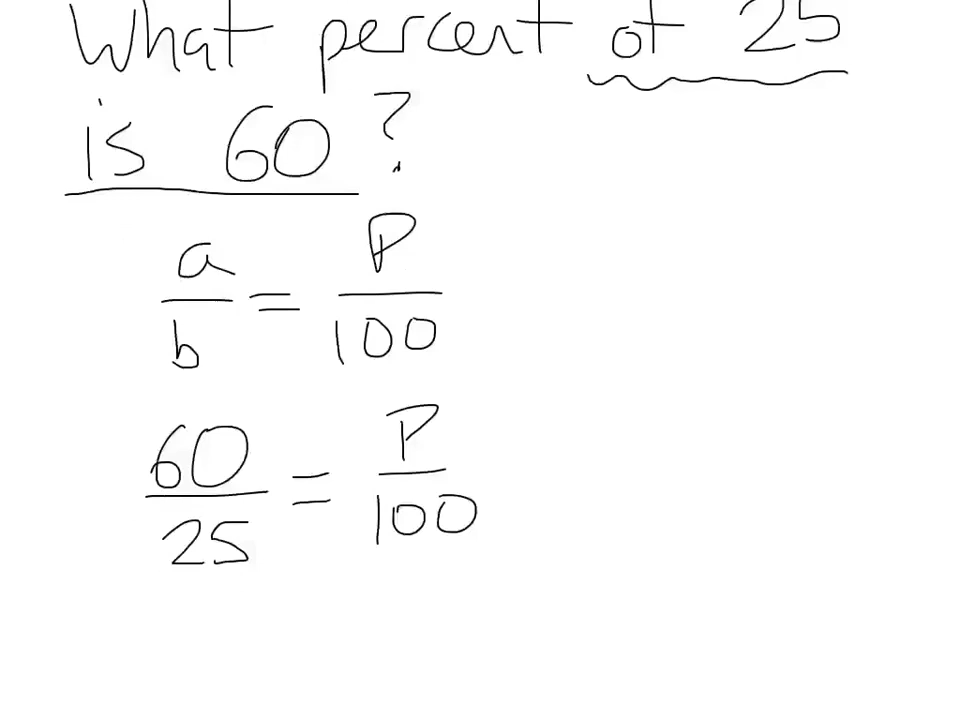 What percent of 25
is 60?
a/b = P/100
60/25 = P/100